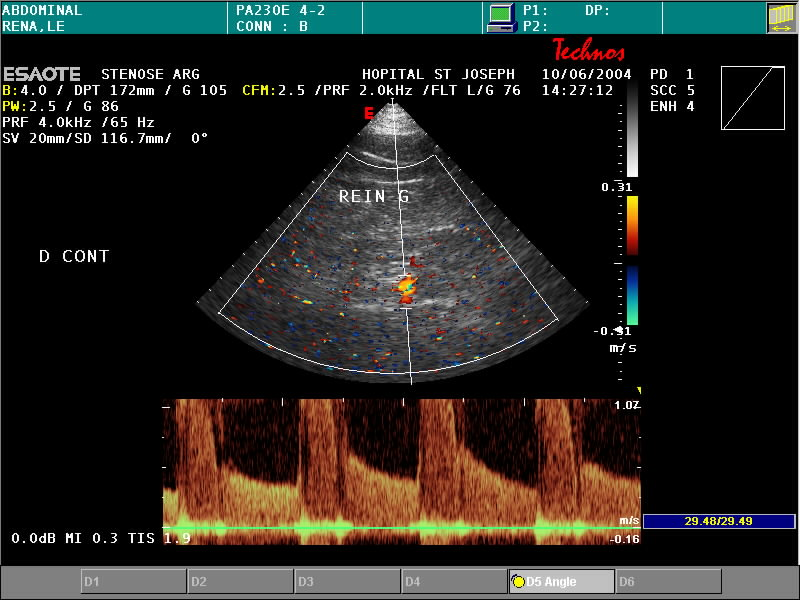 ABDOMINAL
RENA,LE
PA230E 4-2
CONN : B
P1: DP:
P2:
Technos
ESAOTE STENOSE ARG HOPITAL ST JOSEPH 10/06/2004 PD 1
B:4.0 / DPT 172mm / G 105 CFM:2.5 /PRF 2.0kHz /FLT L/G 76 14:27:12 SCC 5
PW:2.5 / G 86 ENH 4
PRF 4.0kHz /65 Hz
SV 20mm/SD 116.7mm/ 0°
E
0.31
REIN G
D CONT
-0.31
m/s
1.07
m/s
29.48/29.49
0.0dB MI 0.3 TIS 1.9
-0.16
D1 D2 D3 D4 D5 Angle D6